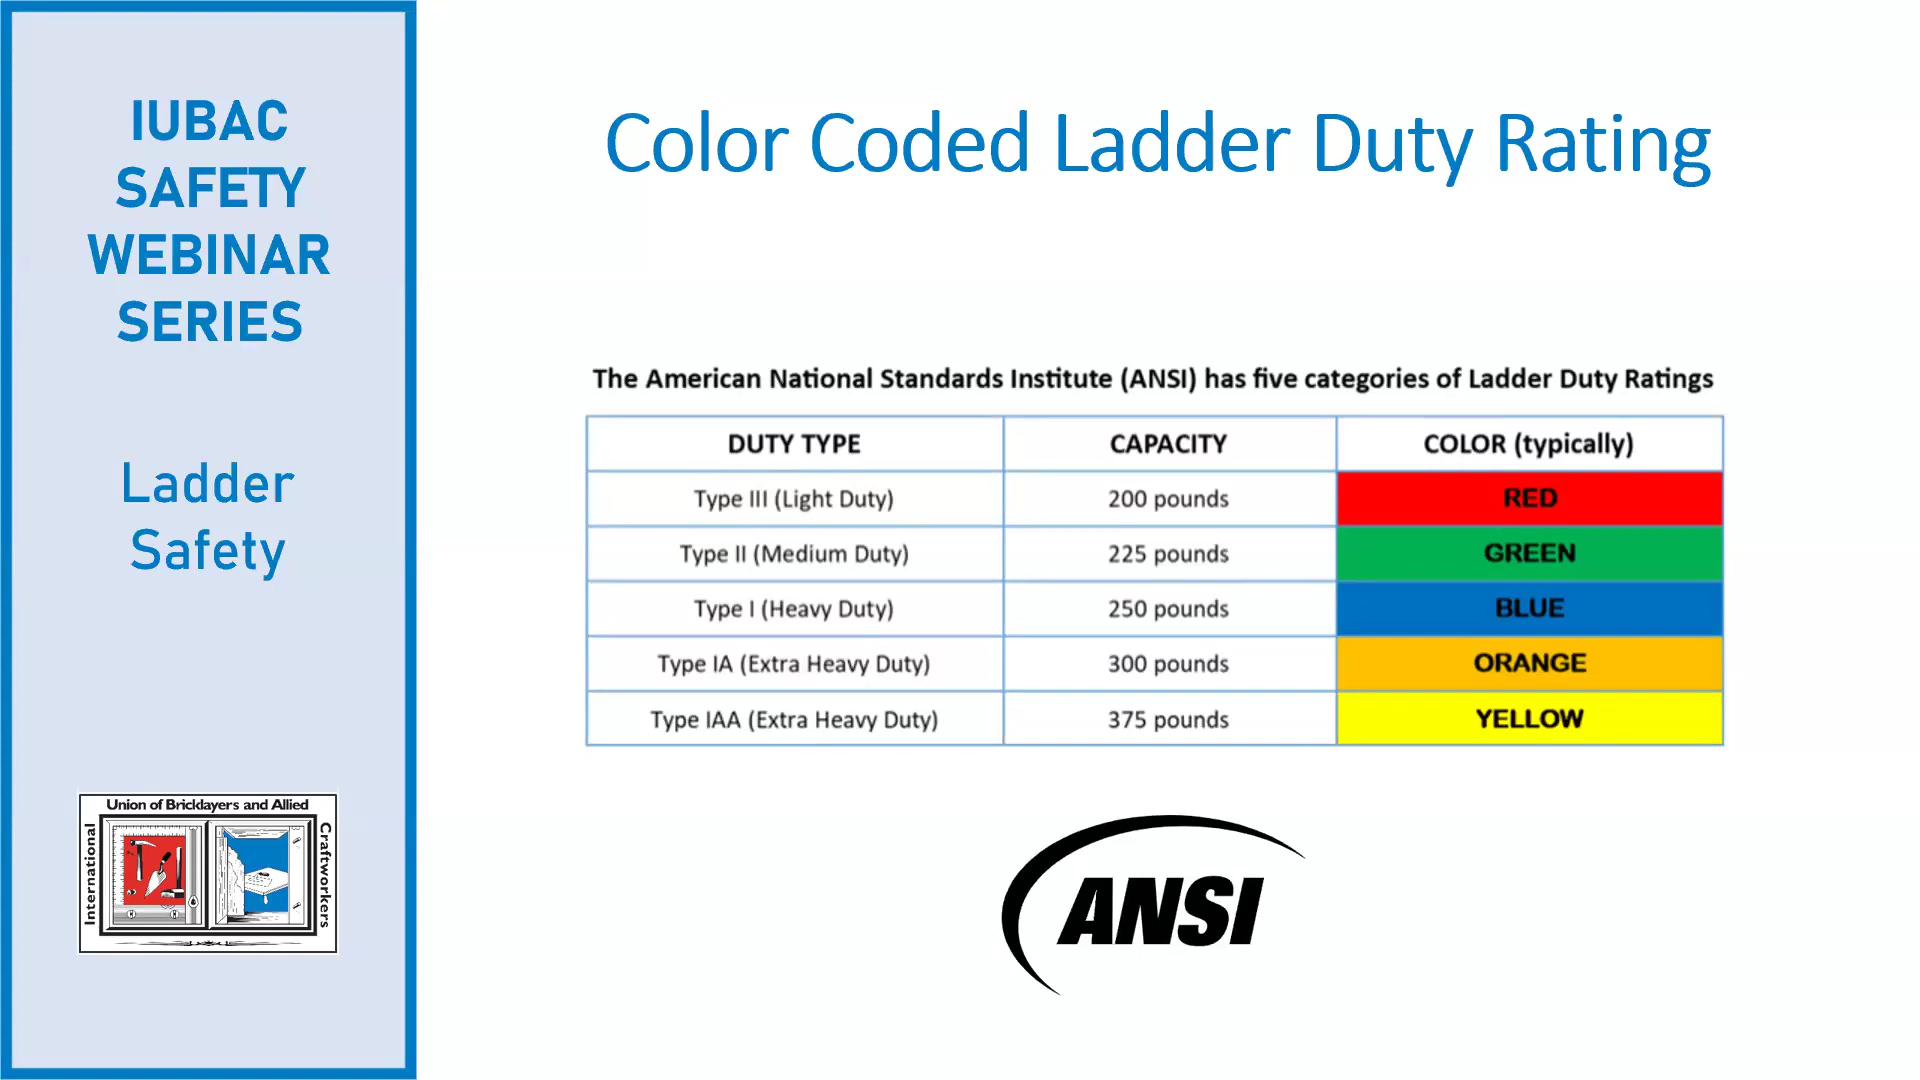 IUBAC
SAFETY
WEBINAR
SERIES
Ladder
Safety
Union of Bricklayers and Allied
International
Craftworkers
Color Coded Ladder Duty Rating
The American National Standards Institute (ANSI) has five categories of Ladder Duty Ratings
DUTY TYPE CAPACITY COLOR (typically)
Type III (Light Duty) 200 pounds RED
Type II (Medium Duty) 225 pounds GREEN
Type I (Heavy Duty) 250 pounds BLUE
Type IA (Extra Heavy Duty) 300 pounds ORANGE
Type IAA (Extra Heavy Duty) 375 pounds YELLOW
ANSI